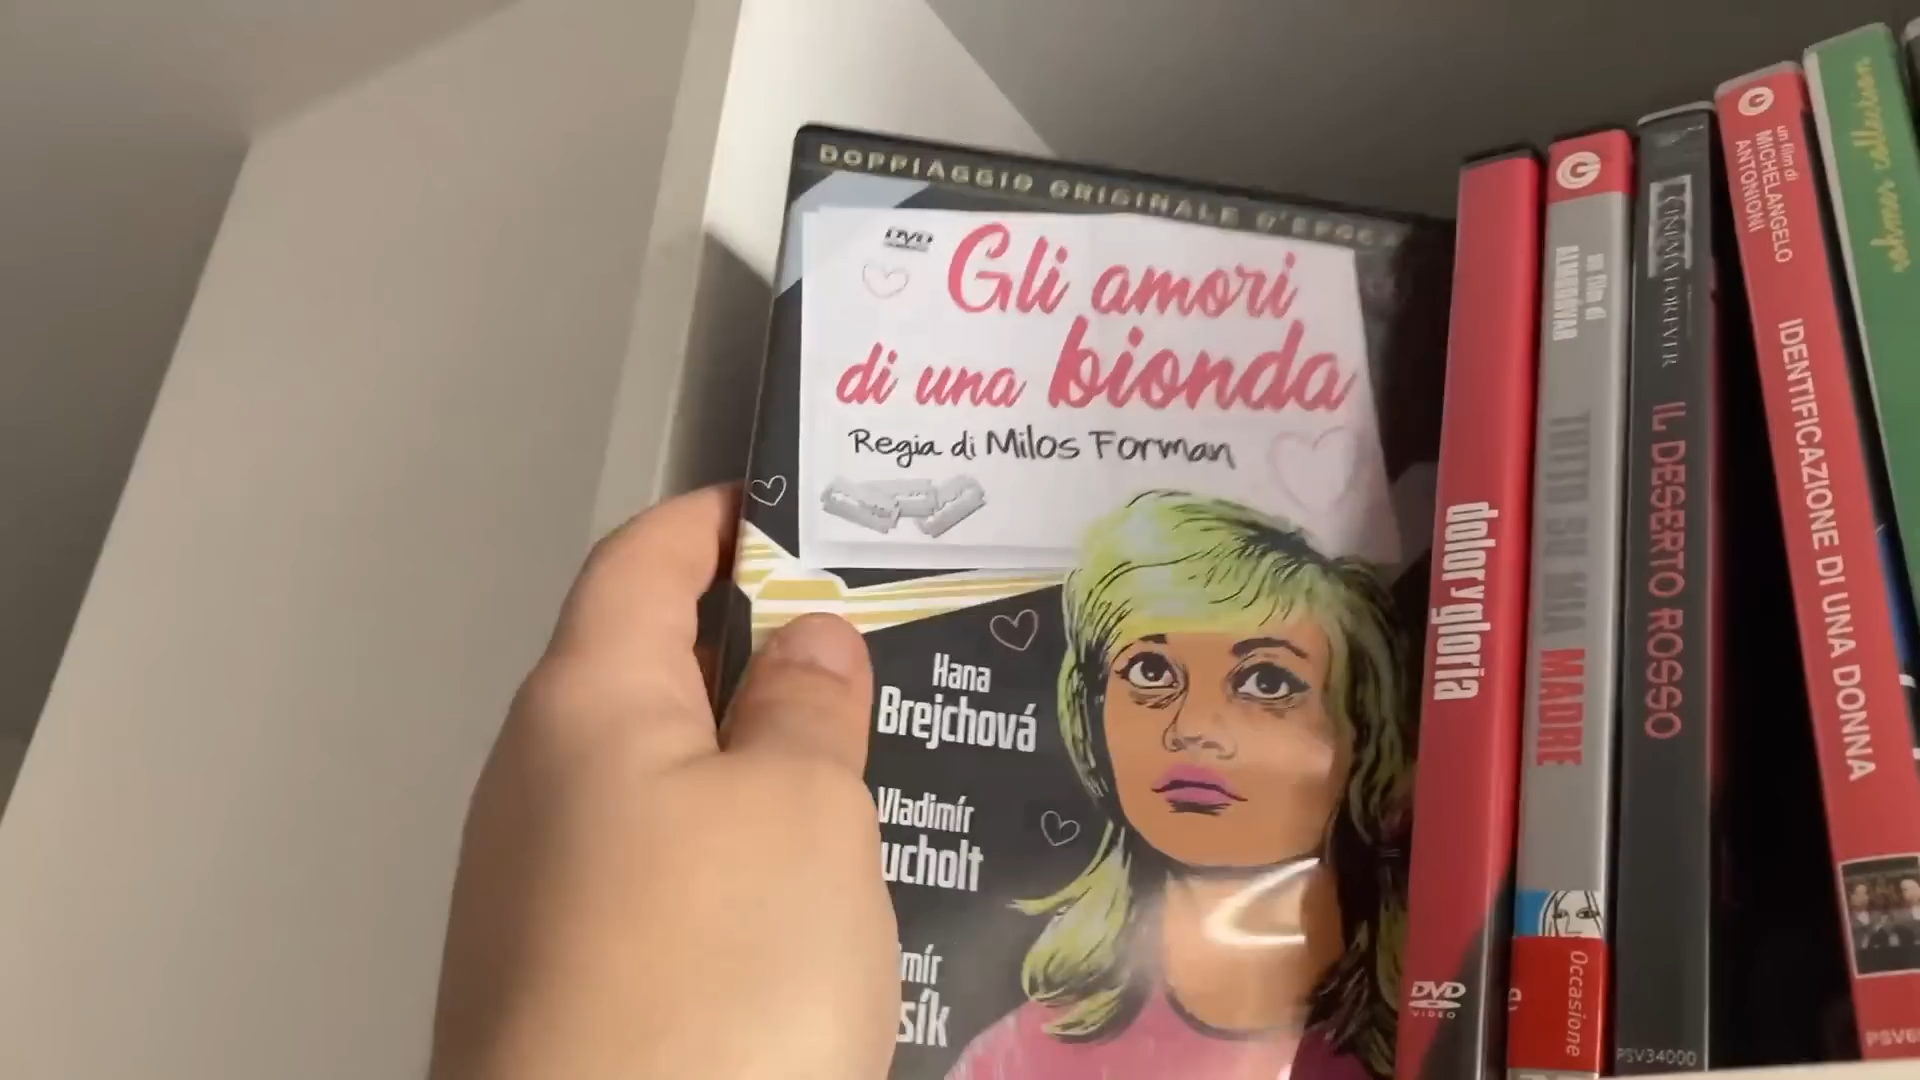 DOPPIAGGIO ORIGINALE D'EPOCA
DVD
Gli amori
di una bionda
Regia di Milos Forman
Hana
Brejchová
Vladimír
ucholt
mír
sík
dolor y gloria
DVD
VIDEO
un film di
ALMODÓVAR
TUTTO SU MIA MADRE
Occasione
CINEMA FOREVER
IL DESERTO ROSSO
PSV34000
un film di
MICHELANGELO
ANTONIONI
IDENTIFICAZIONE DI UNA DONNA